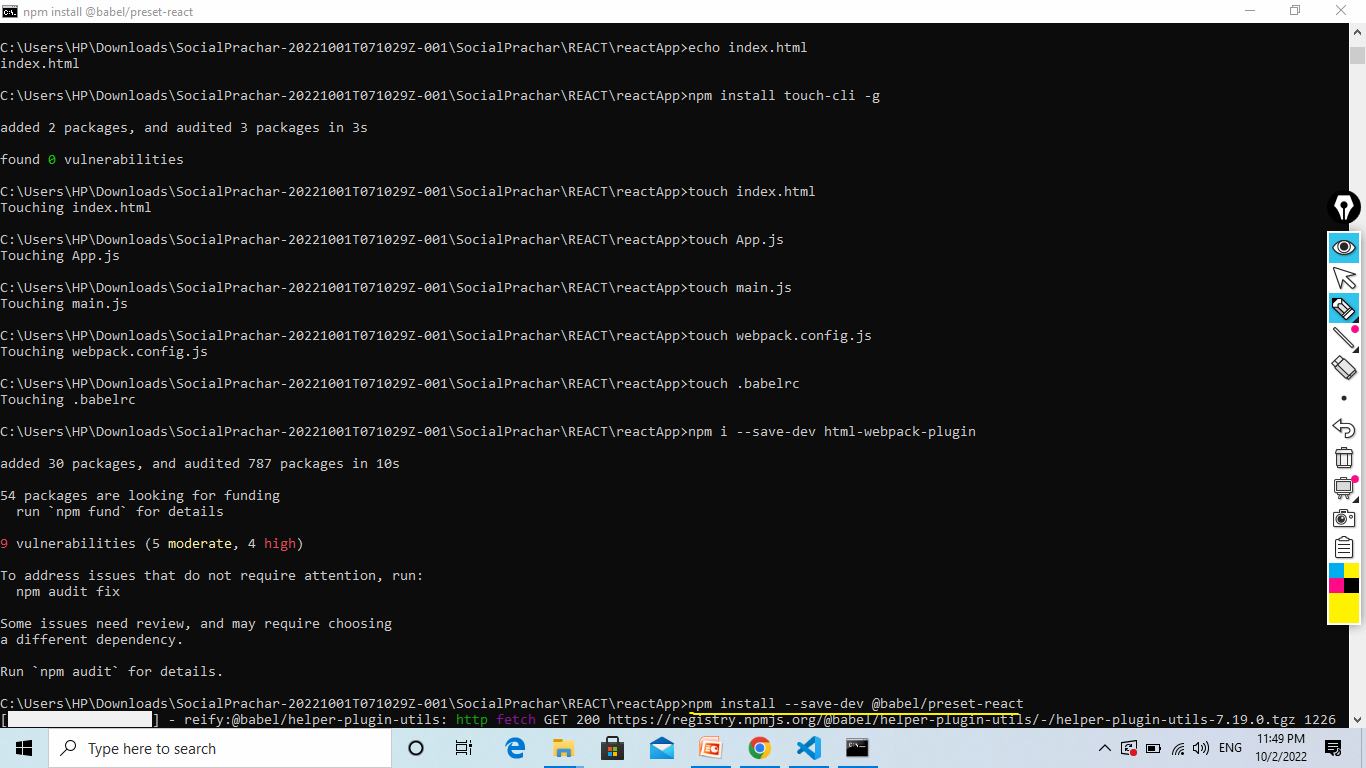 npm install @babel/preset-react
C:\Users\HP\Downloads\SocialPrachar-20221001T071029Z-001\SocialPrachar\REACT\reactApp>echo index.html
index.html
C:\Users\HP\Downloads\SocialPrachar-20221001T071029Z-001\SocialPrachar\REACT\reactApp>npm install touch-cli -g
added 2 packages, and audited 3 packages in 3s
found 0 vulnerabilities
C:\Users\HP\Downloads\SocialPrachar-20221001T071029Z-001\SocialPrachar\REACT\reactApp>touch index.html
Touching index.html
C:\Users\HP\Downloads\SocialPrachar-20221001T071029Z-001\SocialPrachar\REACT\reactApp>touch App.js
Touching App.js
C:\Users\HP\Downloads\SocialPrachar-20221001T071029Z-001\SocialPrachar\REACT\reactApp>touch main.js
Touching main.js
C:\Users\HP\Downloads\SocialPrachar-20221001T071029Z-001\SocialPrachar\REACT\reactApp>touch webpack.config.js
Touching webpack.config.js
C:\Users\HP\Downloads\SocialPrachar-20221001T071029Z-001\SocialPrachar\REACT\reactApp>touch .babelrc
Touching .babelrc
C:\Users\HP\Downloads\SocialPrachar-20221001T071029Z-001\SocialPrachar\REACT\reactApp>npm i --save-dev html-webpack-plugin
added 30 packages, and audited 787 packages in 10s
54 packages are looking for funding
run `npm fund` for details
9 vulnerabilities (5 moderate, 4 high)
To address issues that do not require attention, run:
npm audit fix
Some issues need review, and may require choosing
a different dependency.
Run `npm audit` for details.
C:\Users\HP\Downloads\SocialPrachar-20221001T071029Z-001\SocialPrachar\REACT\reactApp>npm install --save-dev @babel/preset-react
[ ] - reify:@babel/helper-plugin-utils: http fetch GET 200 https://registry.npmjs.org/@babel/helper-plugin-utils/-/helper-plugin-utils-7.19.0.tgz 1226
Type here to search
ENG
11:49 PM
10/2/2022